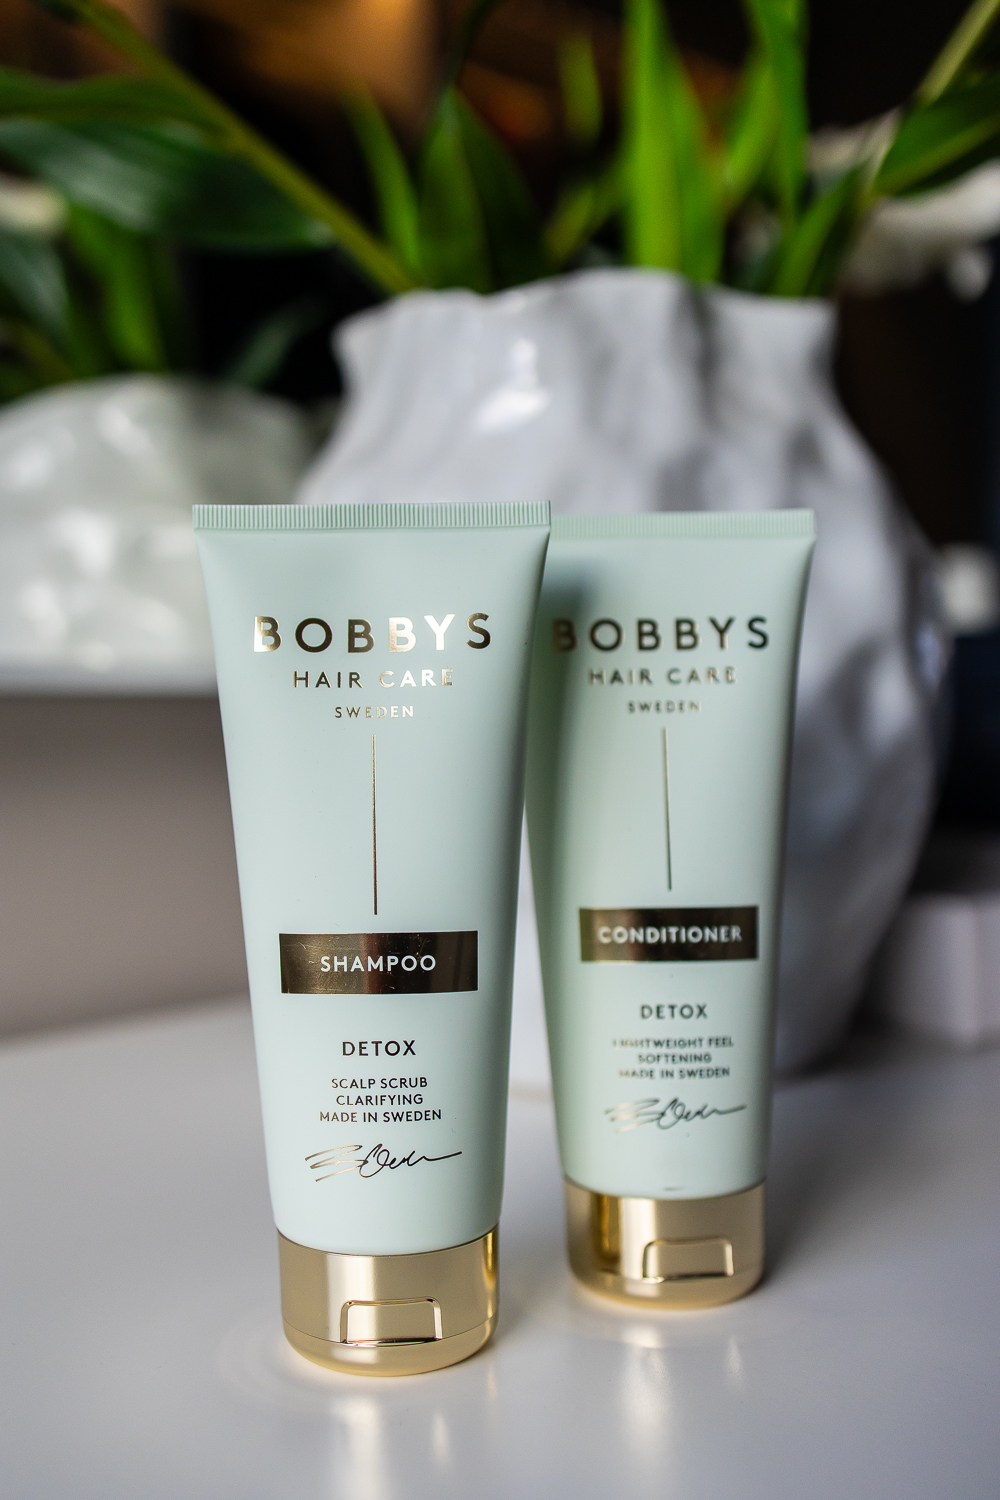 BOBBYS
HAIR CARE
SWEDEN
SHAMPOO
DETOX
SCALP SCRUB
CLARIFYING
MADE IN SWEDEN
BOBBYS
HAIR CARE
SWEDEN
CONDITIONER
DETOX
LIGHTWEIGHT FEEL
SOFTENING
MADE IN SWEDEN